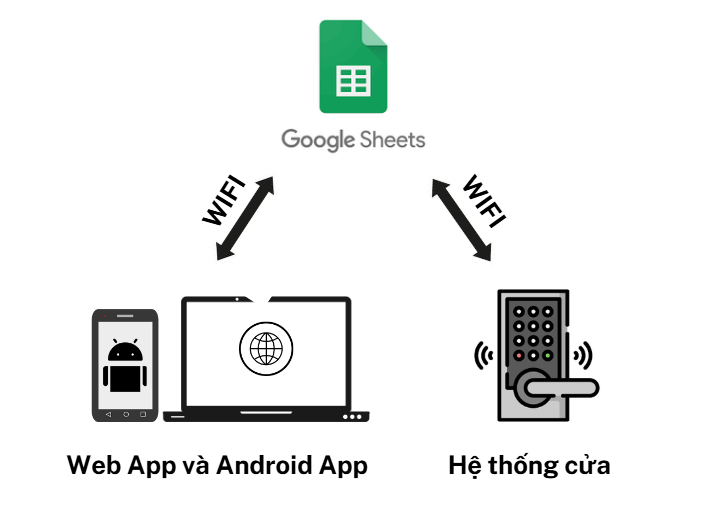 Google Sheets
WIFI
WIFI
Web App và Android App
Hệ thống cửa